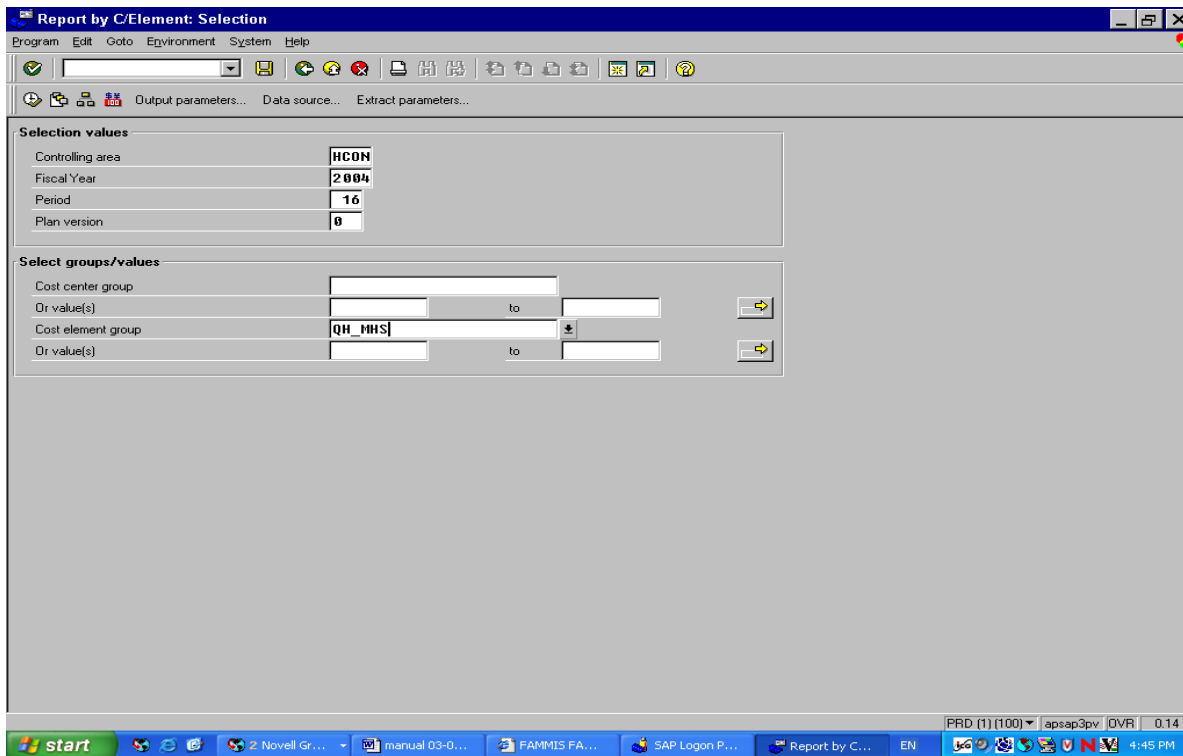 Report by C/Element: Selection
Program Edit Goto Environment System Help
Output parameters... Data source... Extract parameters...
Selection values
Controlling area HCON
Fiscal Year 2004
Period 16
Plan version 0
Select groups/values
Cost center group
Or value(s) to
Cost element group QH_MHS
Or value(s) to
PRD (1) (100) apsap3pv OVR 0.14
start 2 Novell Gr... manual 03-0... FAMMIS FA... SAP Logon P... Report by C... EN 4:45 PM